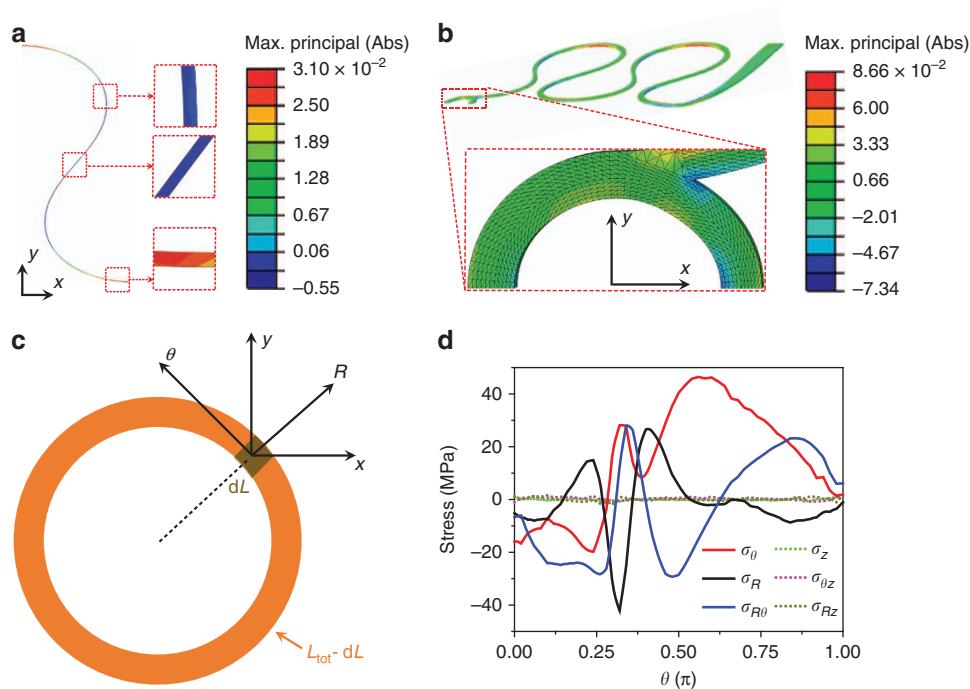 a
Max. principal (Abs)
3.10 × 10⁻²
2.50
1.89
1.28
0.67
0.06
−0.55
y
x
b
Max. principal (Abs)
8.66 × 10⁻²
6.00
3.33
0.66
−2.01
−4.67
−7.34
y
x
c
θ
y
R
x
dL
L_tot- dL
d
Stress (MPa)
40
20
0
−20
−40
σ_θ
σ_z
σ_R
σ_θz
σ_Rθ
σ_Rz
0.00
0.25
0.50
0.75
1.00
θ (π)